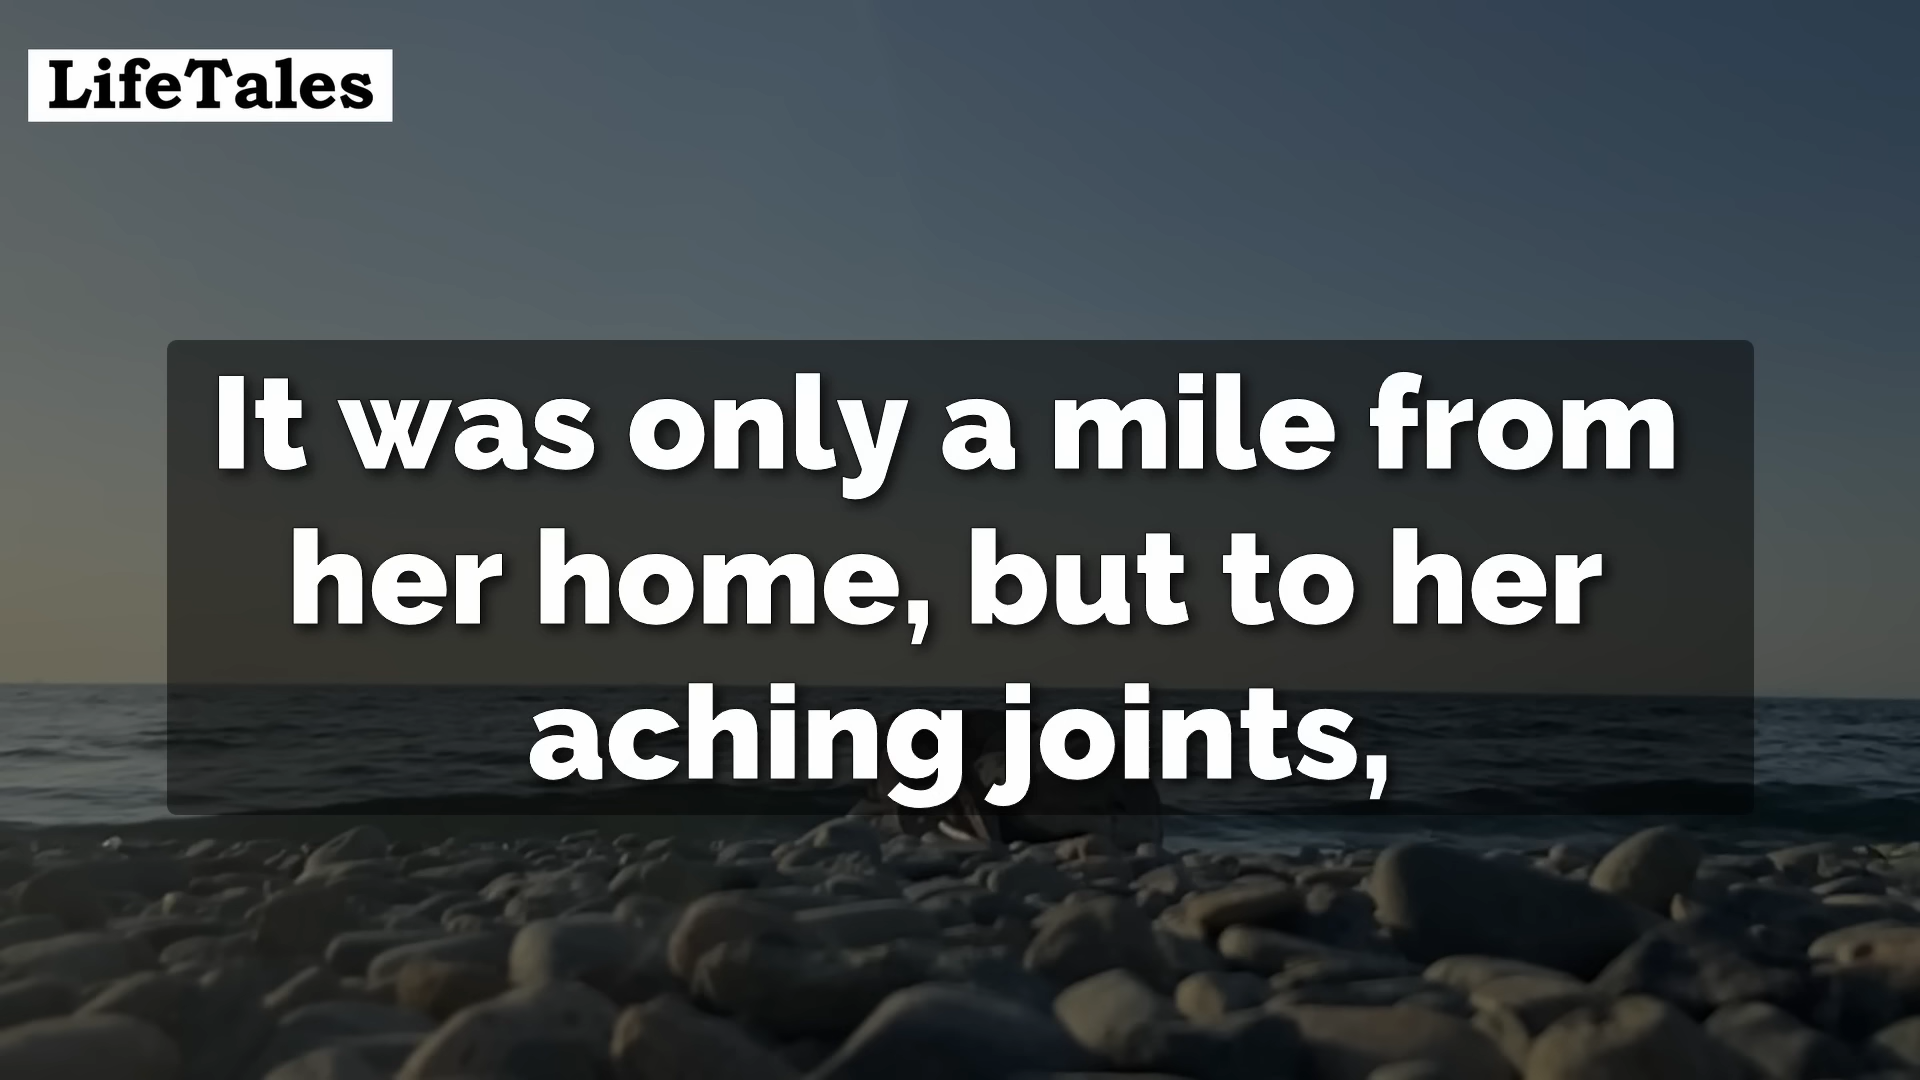 LifeTales
It was only a mile from
her home, but to her
aching joints,